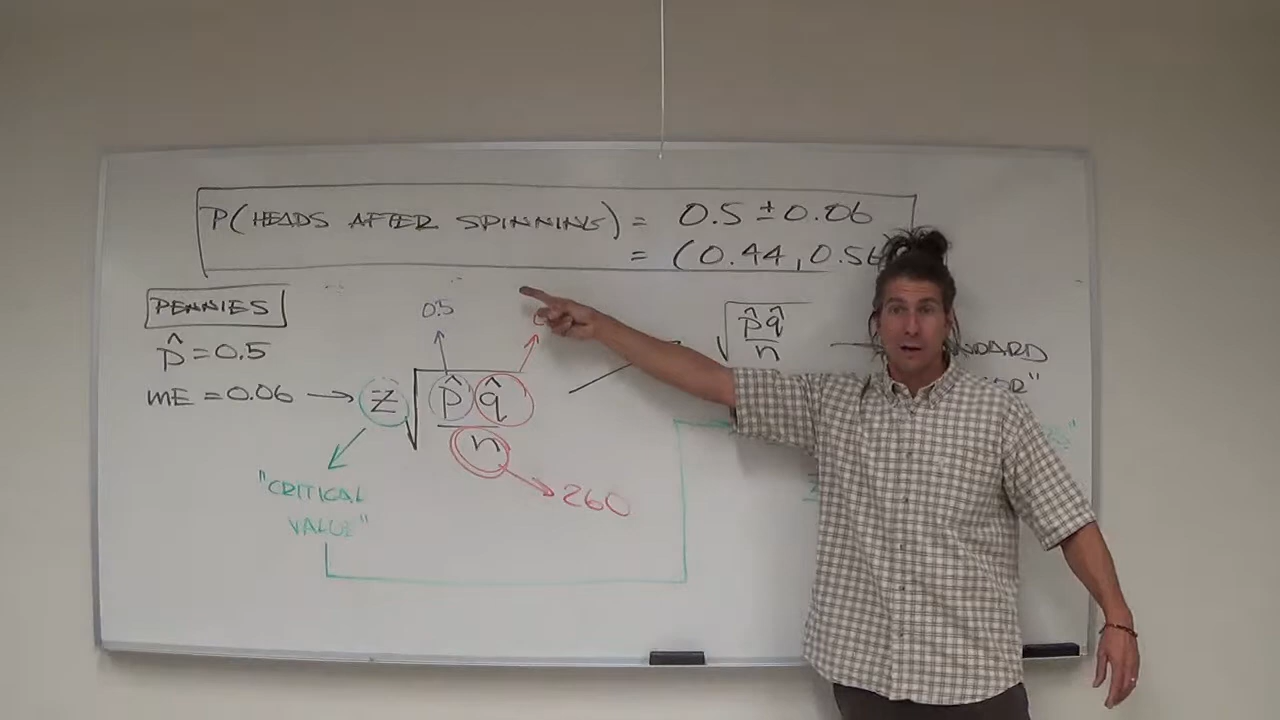 P(HEADS AFTER SPINNING) = 0.5 ± 0.06
= (0.44, 0.56
PENNIES
p̂ = 0.5
ME = 0.06 → z √(p̂q̂/n)
0.5
260
"CRITICAL
VALUE"
√(p̂q̂/n)